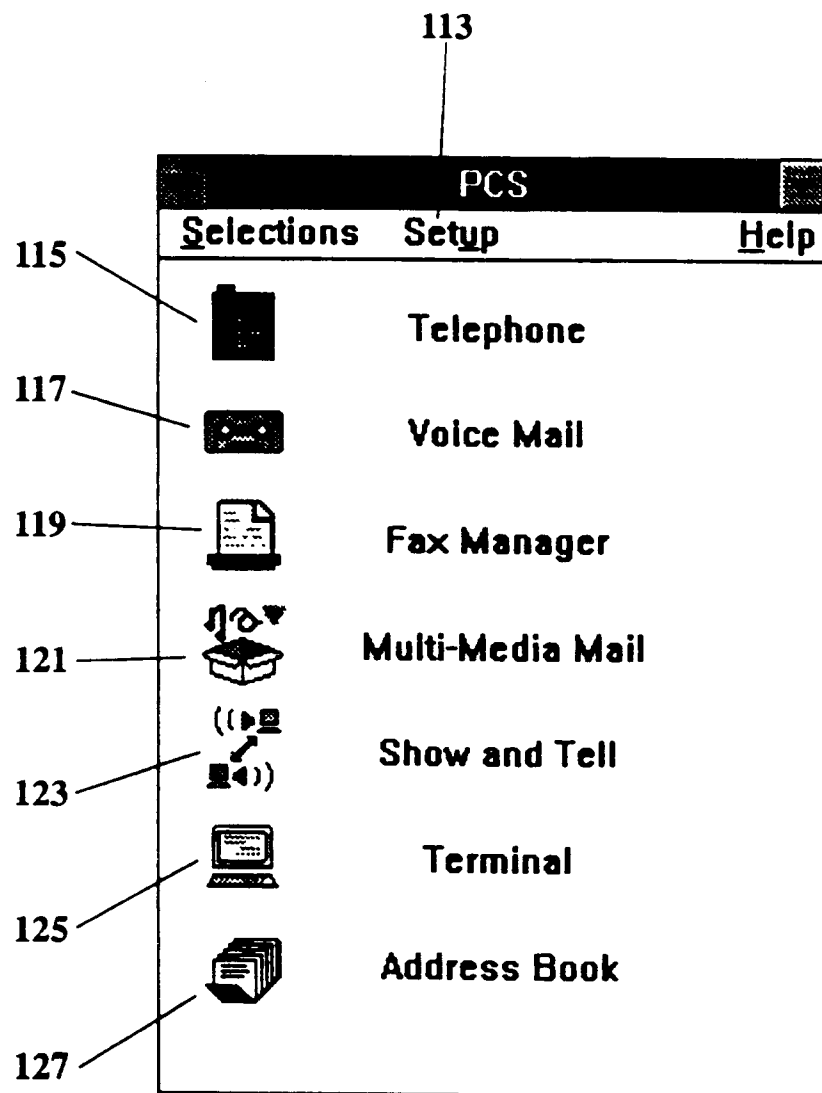 113
PCS
Selections Setup Help
115
Telephone
117
Voice Mail
119
Fax Manager
121
Multi-Media Mail
123
Show and Tell
125
Terminal
127
Address Book